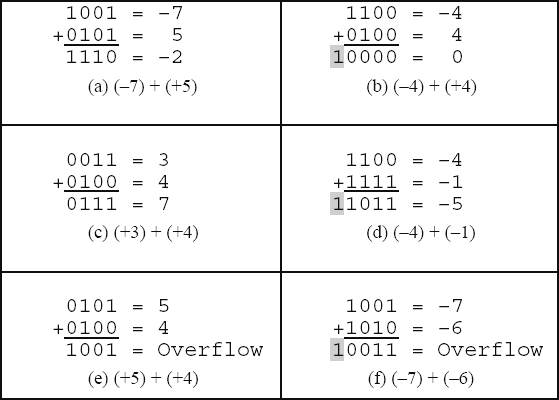 1001 = –7
+0101 = 5
1110 = –2
(a) (–7) + (+5)
1100 = –4
+0100 = 4
10000 = 0
(b) (–4) + (+4)
0011 = 3
+0100 = 4
0111 = 7
(c) (+3) + (+4)
1100 = –4
+1111 = –1
11011 = –5
(d) (–4) + (–1)
0101 = 5
+0100 = 4
1001 = Overflow
(e) (+5) + (+4)
1001 = –7
+1010 = –6
10011 = Overflow
(f) (–7) + (–6)